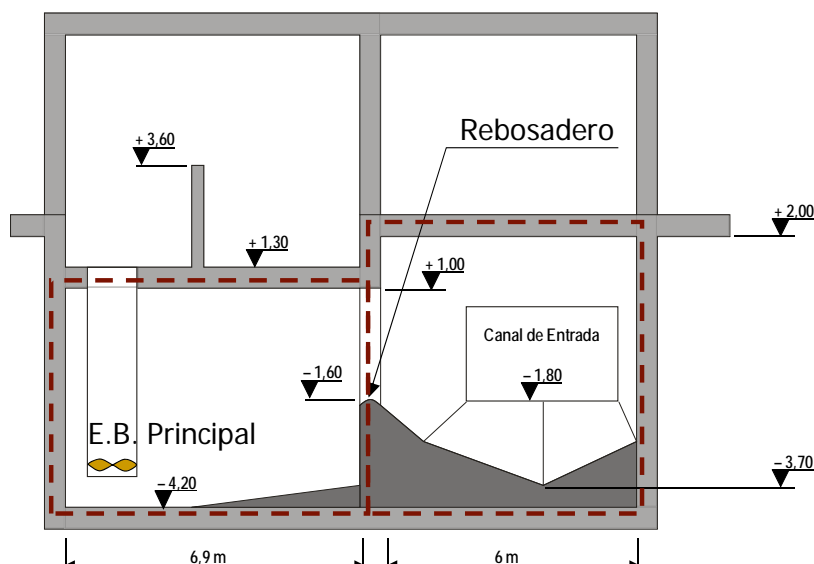 Rebosadero
+ 3,60
+ 2,00
+ 1,30
+ 1,00
Canal de Entrada
– 1,60
– 1,80
E.B. Principal
– 3,70
– 4,20
6,9 m
6 m